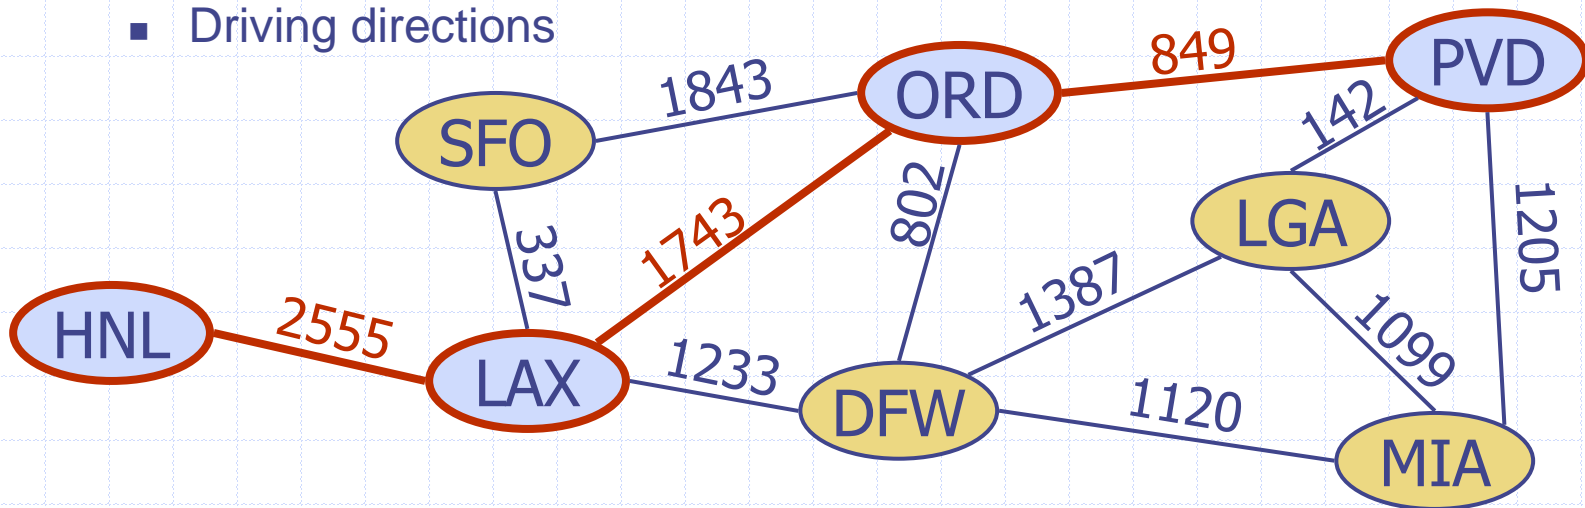 ▪ Driving directions
849
PVD
1843
ORD
142
SFO
802
LGA
1205
1743
337
1387
HNL
2555
1099
LAX
1233
DFW
1120
MIA